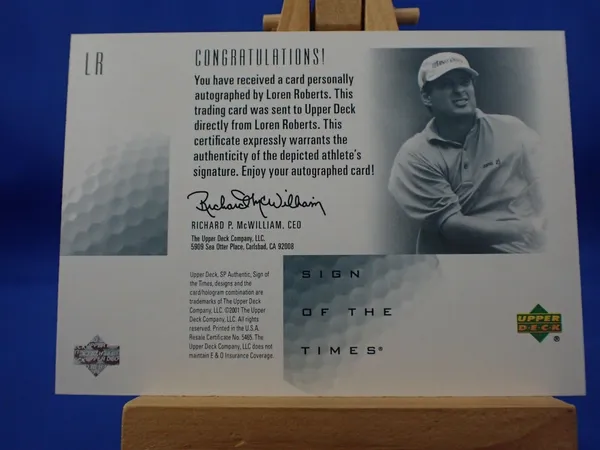 LR
CONGRATULATIONS!
You have received a card personally
autographed by Loren Roberts. This
trading card was sent to Upper Deck
directly from Loren Roberts. This
certificate expressly warrants the
authenticity of the depicted athlete's
signature. Enjoy your autographed card!
Richard P. McWilliam
RICHARD P. McWILLIAM, CEO
The Upper Deck Company, LLC.
5909 Sea Otter Place, Carlsbad, CA 92008
Upper Deck, SP Authentic, Sign of
the Times, designs and the
card/hologram combination are
trademarks of The Upper Deck
Company, LLC. ©2001 The Upper
Deck Company, LLC. All rights
reserved. Printed in the U.S.A.
Resale Certificate No. 5465. The
Upper Deck Company, LLC does not
maintain E & O Insurance Coverage.
SIGN
OF THE
TIMES®
UPPER
DECK
®